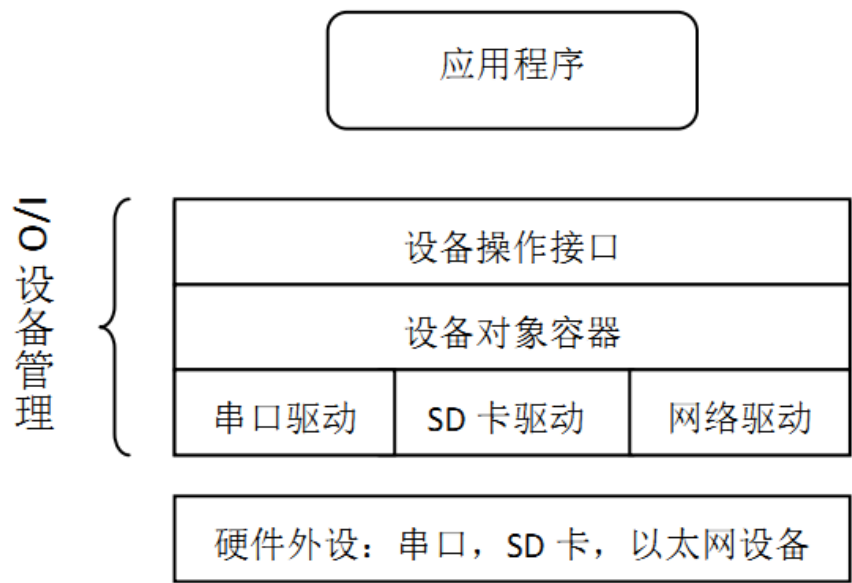 应用程序
I/O 设备管理
设备操作接口
设备对象容器
串口驱动
SD 卡驱动
网络驱动
硬件外设：串口，SD 卡，以太网设备